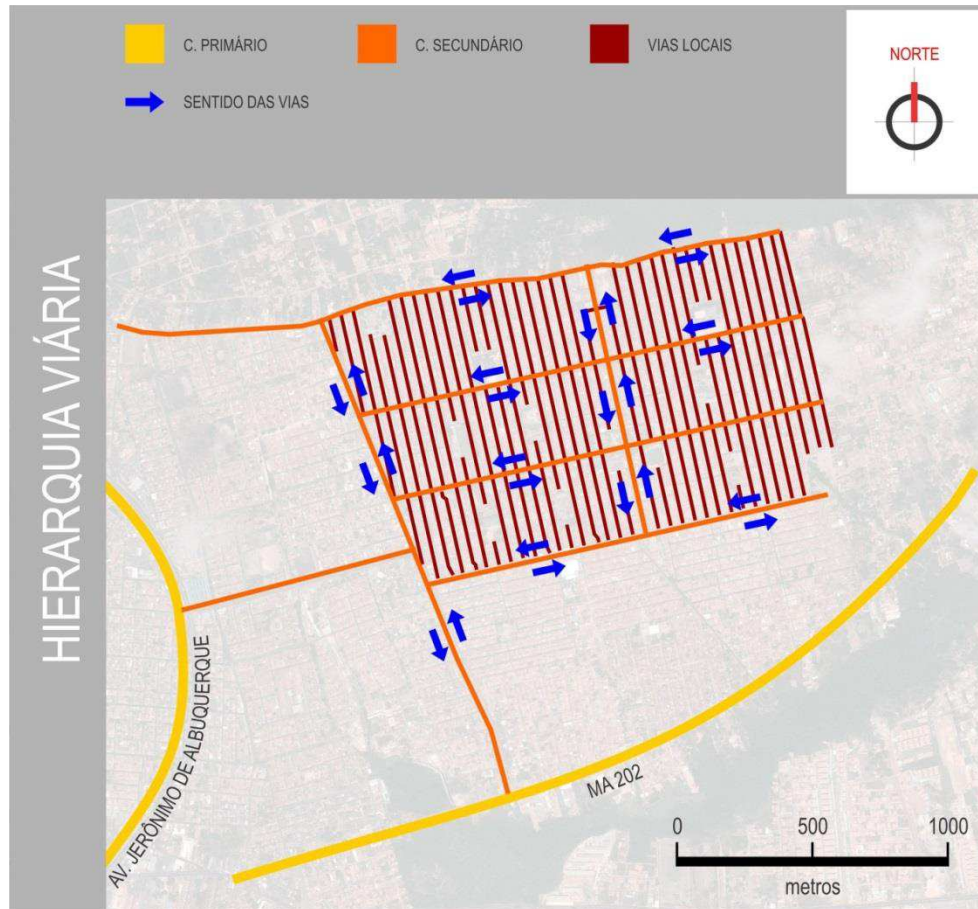 C. PRIMÁRIO
C. SECUNDÁRIO
VIAS LOCAIS
SENTIDO DAS VIAS
NORTE
HIERARQUIA VIÁRIA
AV. JERÔNIMO DE ALBUQUERQUE
MA 202
0 500 1000
metros